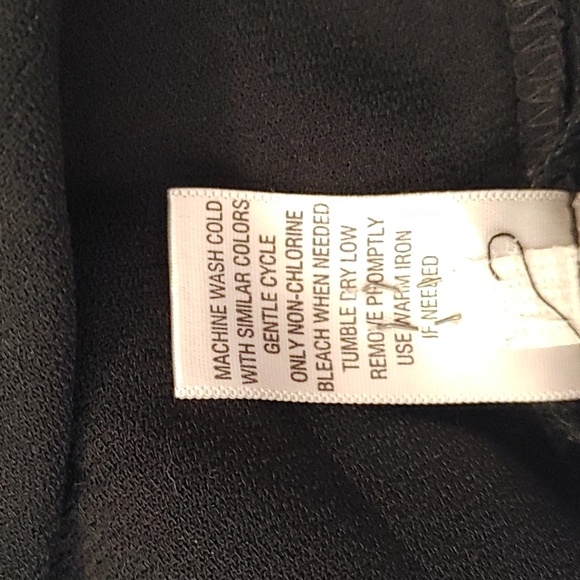 MACHINE WASH COLD
WITH SIMILAR COLORS
GENTLE CYCLE
ONLY NON-CHLORINE
BLEACH WHEN NEEDED
TUMBLE DRY LOW
REMOVE PROMPTLY
USE WARM IRON
IF NEEDED